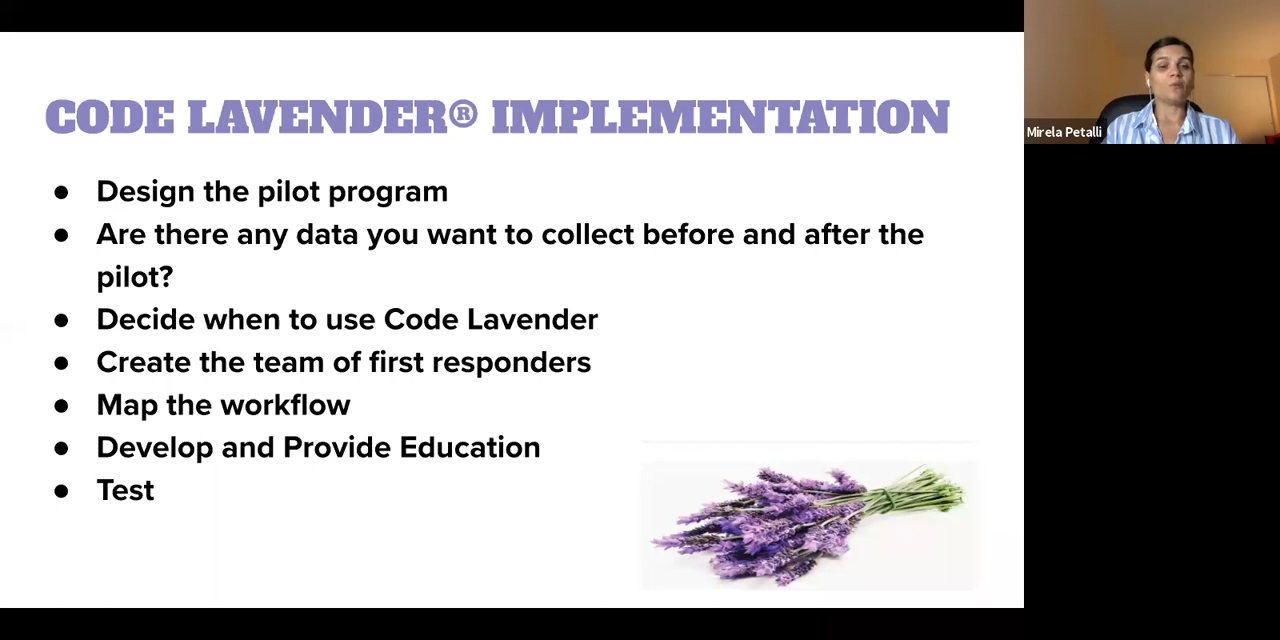 CODE LAVENDER® IMPLEMENTATION
● Design the pilot program
● Are there any data you want to collect before and after the
pilot?
● Decide when to use Code Lavender
● Create the team of first responders
● Map the workflow
● Develop and Provide Education
● Test
Mirela Petalli